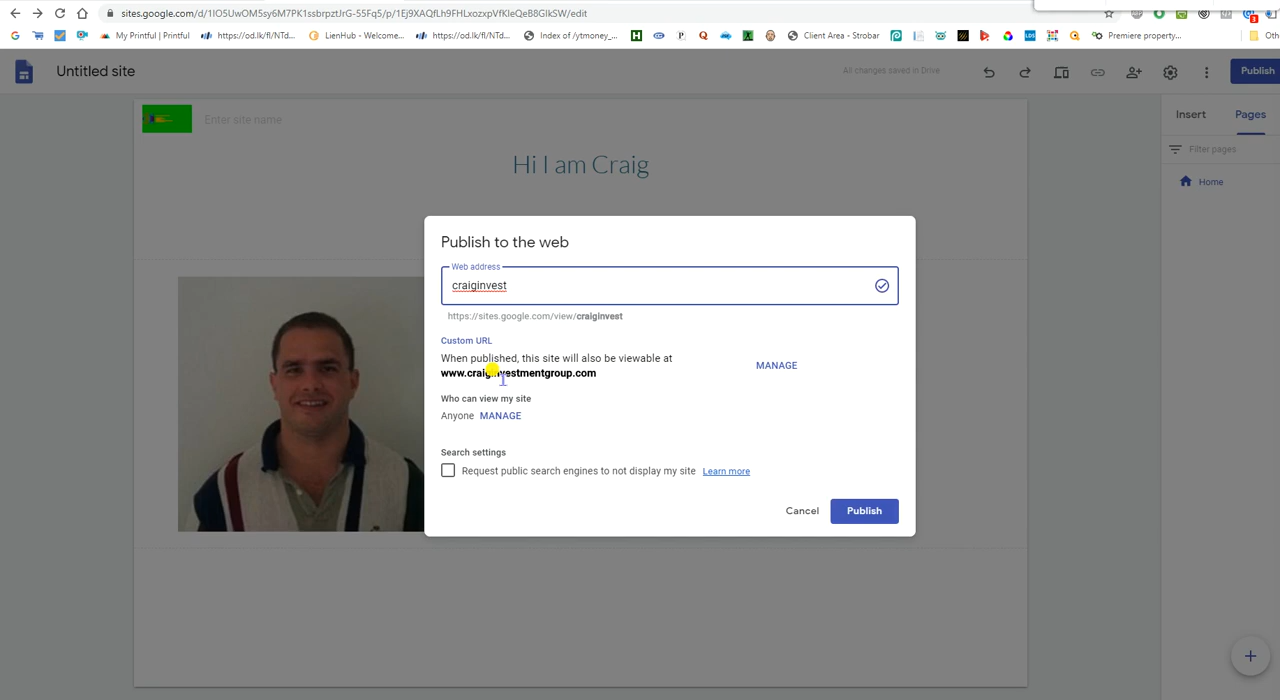 sites.google.com/d/1IO5UwOM5sy6M7PK1ssbrpztJrG-55Fq5/p/1Ej9XAQfLh9FHLxozxpVfKleQeB8GIkSW/edit
My Printful | Printful
https://od.lk/fl/NTd...
LienHub - Welcome...
https://od.lk/fl/NTd...
Index of /ytmoney_...
Client Area - Strobar
Premiere property...
Oth
Untitled site
All changes saved in Drive
Publish
Enter site name
Insert
Pages
Hi I am Craig
Filter pages
Home
Publish to the web
Web address
craiginvest
https://sites.google.com/view/craiginvest
Custom URL
When published, this site will also be viewable at
www.craiginvestmentgroup.com
MANAGE
Who can view my site
Anyone MANAGE
Search settings
Request public search engines to not display my site Learn more
Cancel
Publish